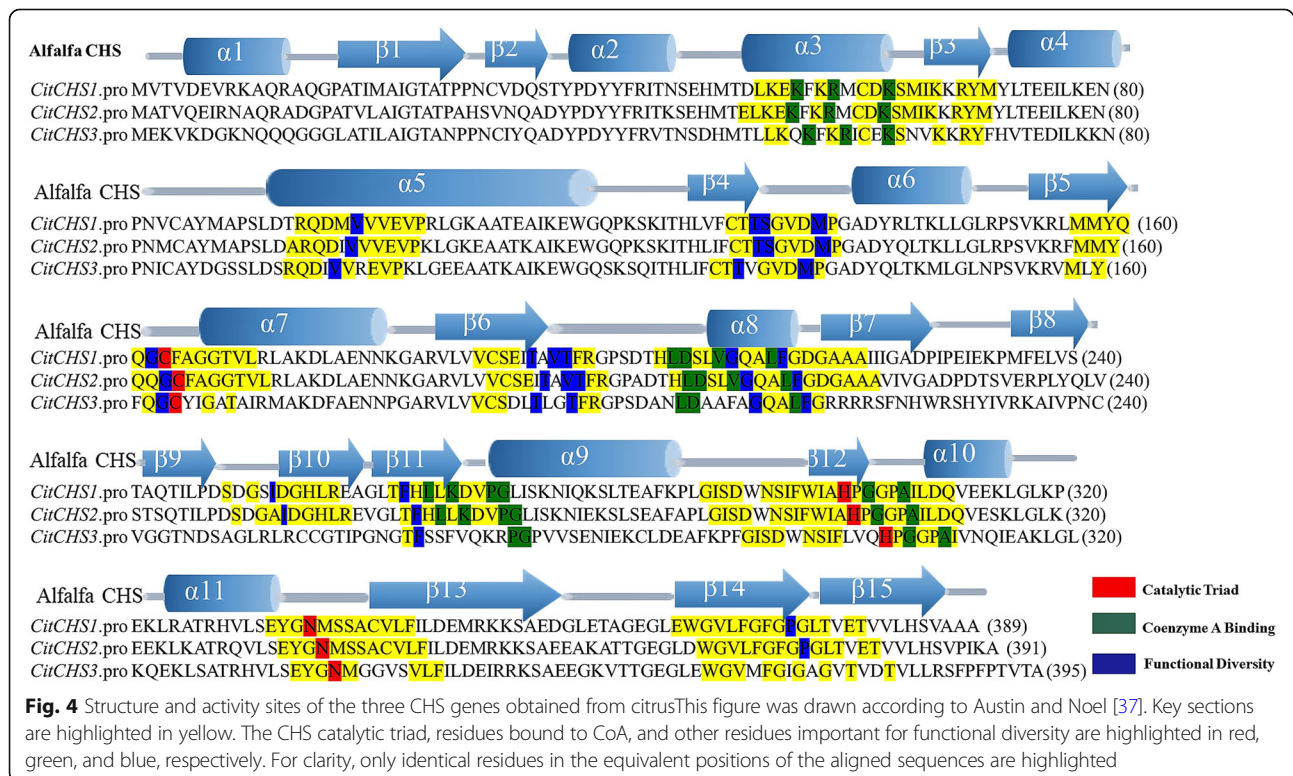 Alfalfa CHS α1 β1 β2 α2 α3 β3 α4
CitCHS1.pro MVTVDEVRKAQRAQGPATIMAIGTATPPNCVDQSTYPDYYFRITNSEHMTDLKEKFKRMCDKSMIKKRYMYLTEEILKEN (80)
CitCHS2.pro MATVQEIRNAQRADGPATVLAIGTATPAHSVNQADYPDYYFRITKSEHMTELKEKFKRMCDKSMIKKRYMYLTEEILKEN (80)
CitCHS3.pro MEKVKDGKNQQQGGGLATILAIGTANPPNCIYQADYPDYYFRVTNSDHMTLLKQKFKRICEKSNVKKRYFHVTEDILKKN (80)
Alfalfa CHS α5 β4 α6 β5
CitCHS1.pro PNVCAYMAPSLDTRQDMVVVEVPRLGKAATEAIKEWGQPKSKITHLVFCTTSGVDMPGADYRLTKLLGLRPSVKRLMMYQ (160)
CitCHS2.pro PNMCAYMAPSLDARQDIVVVEVPKLGKEAATKAIKEWGQPKSKITHLIFCTTSGVDMPGADYQLTKLLGLRPSVKRFMMY (160)
CitCHS3.pro PNICAYDGSSLDSRQDIVVREVPKLGEEAATKAIKEWGQSKSQITHLIFCTTVGVDMPGADYQLTKMLGLNPSVKRVMLY (160)
Alfalfa CHS α7 β6 α8 β7 β8
CitCHS1.pro QGCFAGGTVLRLAKDLAENNKGARVLVVCSEITAVTFRGPSDTHLDSLVGQALFGDGAAAIIIGADPIPEIEKPMFELVS (240)
CitCHS2.pro QQGCFAGGTVLRLAKDLAENNKGARVLVVCSEITAVTFRGPADTHLDSLVGQALFGDGAAAVIVGADPDTSVERPLYQLV (240)
CitCHS3.pro FQGCYIGATAIRMAKDFAENNPGARVLVVCSDLTLGTFRGPSDANLDAAFAGQALFGRRRRSFNHWRSHYIVRKAIVPNC (240)
Alfalfa CHS β9 β10 β11 α9 β12 α10
CitCHS1.pro TAQTILPDSDGSIDGHLREAGLTFHLLKDVPGLISKNIQKSLTEAFKPLGISDWNSIFWIAHPGGPAILDQVEEKLGLKP (320)
CitCHS2.pro STSQTILPDSDGAIDGHLREVGLTFHLLKDVPGLISKNIEKSLSEAFAPLGISDWNSIFWIAHPGGPAILDQVESKLGLK (320)
CitCHS3.pro VGGTNDSAGLRLRCCGTIPGNGTFSSFVQKRPGPVVSENIEKCLDEAFKPFGISDWNSIFLVQHPGGPAIVNQIEAKLGL (320)
Alfalfa CHS α11 β13 β14 β15
CitCHS1.pro EKLRATRHVLSEYGNMSSACVLFILDEMRKKSAEDGLETAGEGLEWGVLFGFGPGLTVETVVLHSVAAA (389)
CitCHS2.pro EEKLKATRQVLSEYGNMSSACVLFILDEMRKKSAEEAKATTGEGLDWGVLFGFGPGLTVETVVLHSVPIKA (391)
CitCHS3.pro KQEKLSATRHVLSEYGNMGGVSVLFILDEIRRKSAEEGKVTTGEGLEWGVMFGIGAGVTVDTVLLRSFPFPTVTA (395)
Catalytic Triad
Coenzyme A Binding
Functional Diversity
Fig. 4 Structure and activity sites of the three CHS genes obtained from citrusThis figure was drawn according to Austin and Noel [37]. Key sections
are highlighted in yellow. The CHS catalytic triad, residues bound to CoA, and other residues important for functional diversity are highlighted in red,
green, and blue, respectively. For clarity, only identical residues in the equivalent positions of the aligned sequences are highlighted